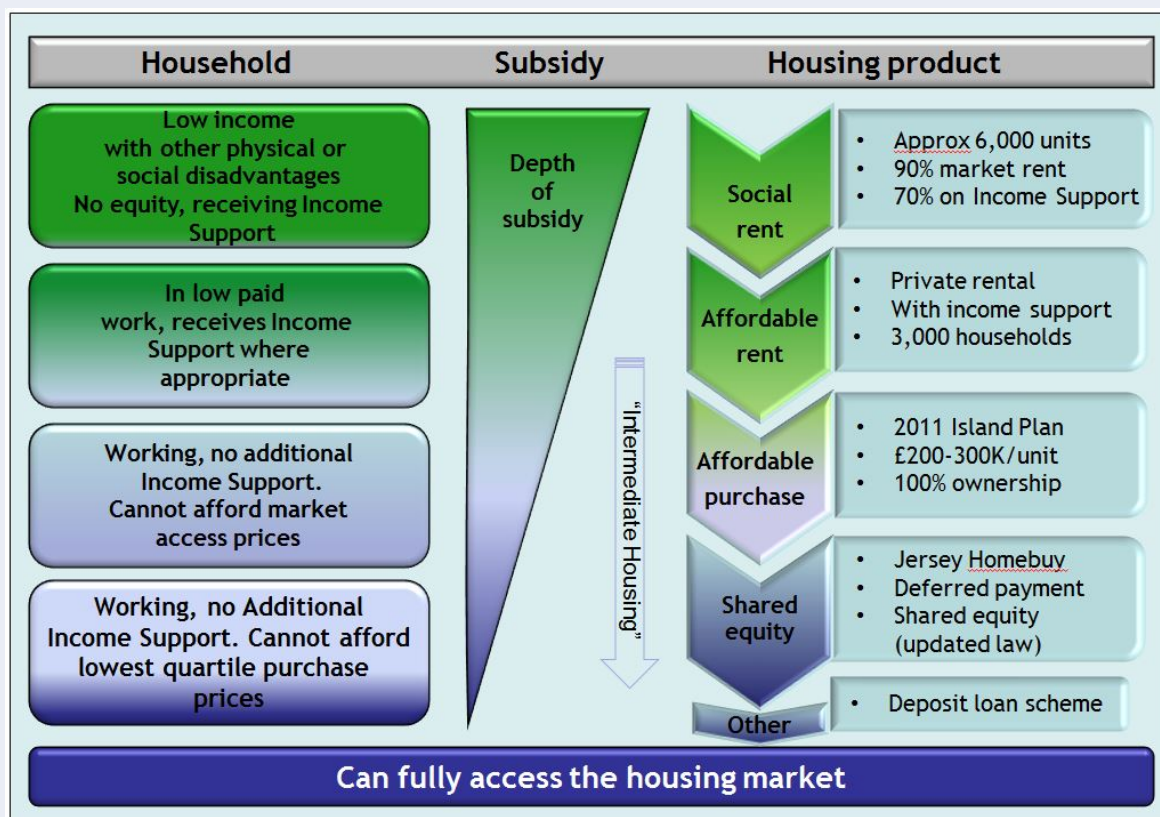 Household
Subsidy
Housing product
Low income
with other physical or
social disadvantages
No equity, receiving Income
Support
In low paid
work, receives Income
Support where
appropriate
Working, no additional
Income Support.
Cannot afford market
access prices
Working, no Additional
Income Support. Cannot afford
lowest quartile purchase
prices
Depth
of
subsidy
"Intermediate Housing"
Social
rent
• Approx 6,000 units
• 90% market rent
• 70% on Income Support
Affordable
rent
• Private rental
• With income support
• 3,000 households
Affordable
purchase
• 2011 Island Plan
• £200-300K/unit
• 100% ownership
Shared
equity
• Jersey Homebuy
• Deferred payment
• Shared equity
(updated law)
Other
• Deposit loan scheme
Can fully access the housing market